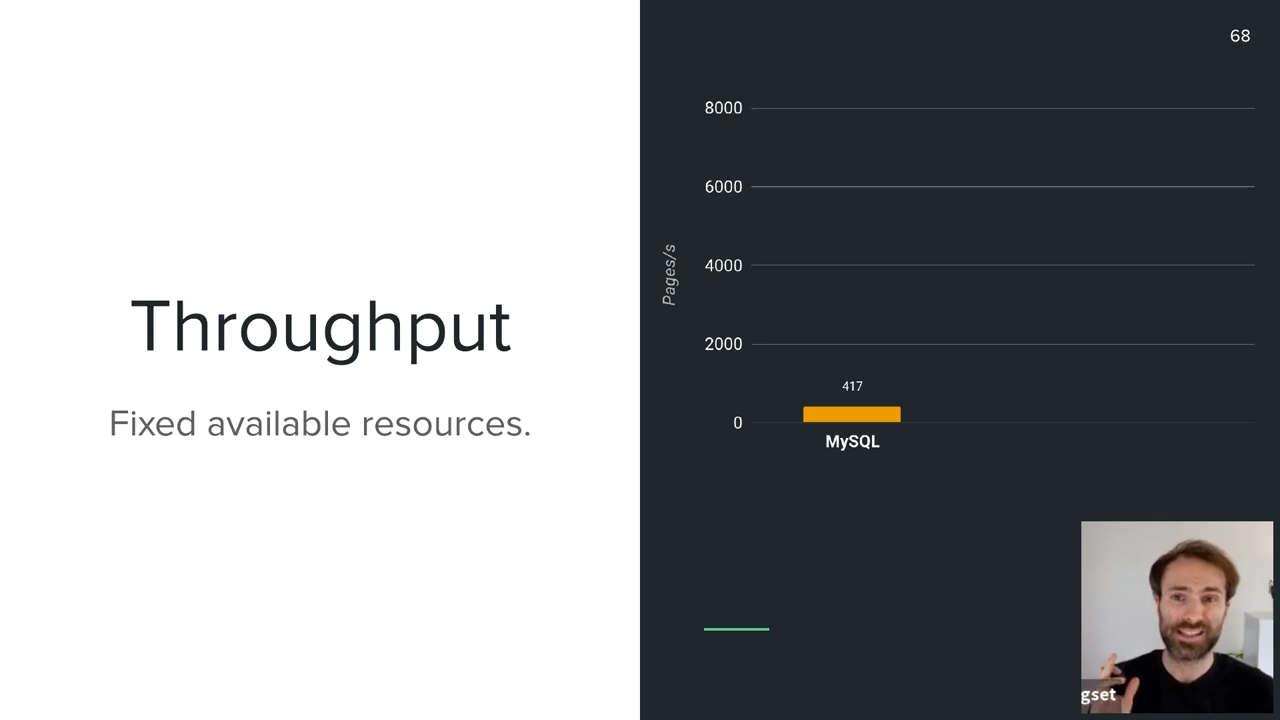 Throughput
Fixed available resources.
68
Pages/s
8000
6000
4000
2000
0
417
MySQL
gset